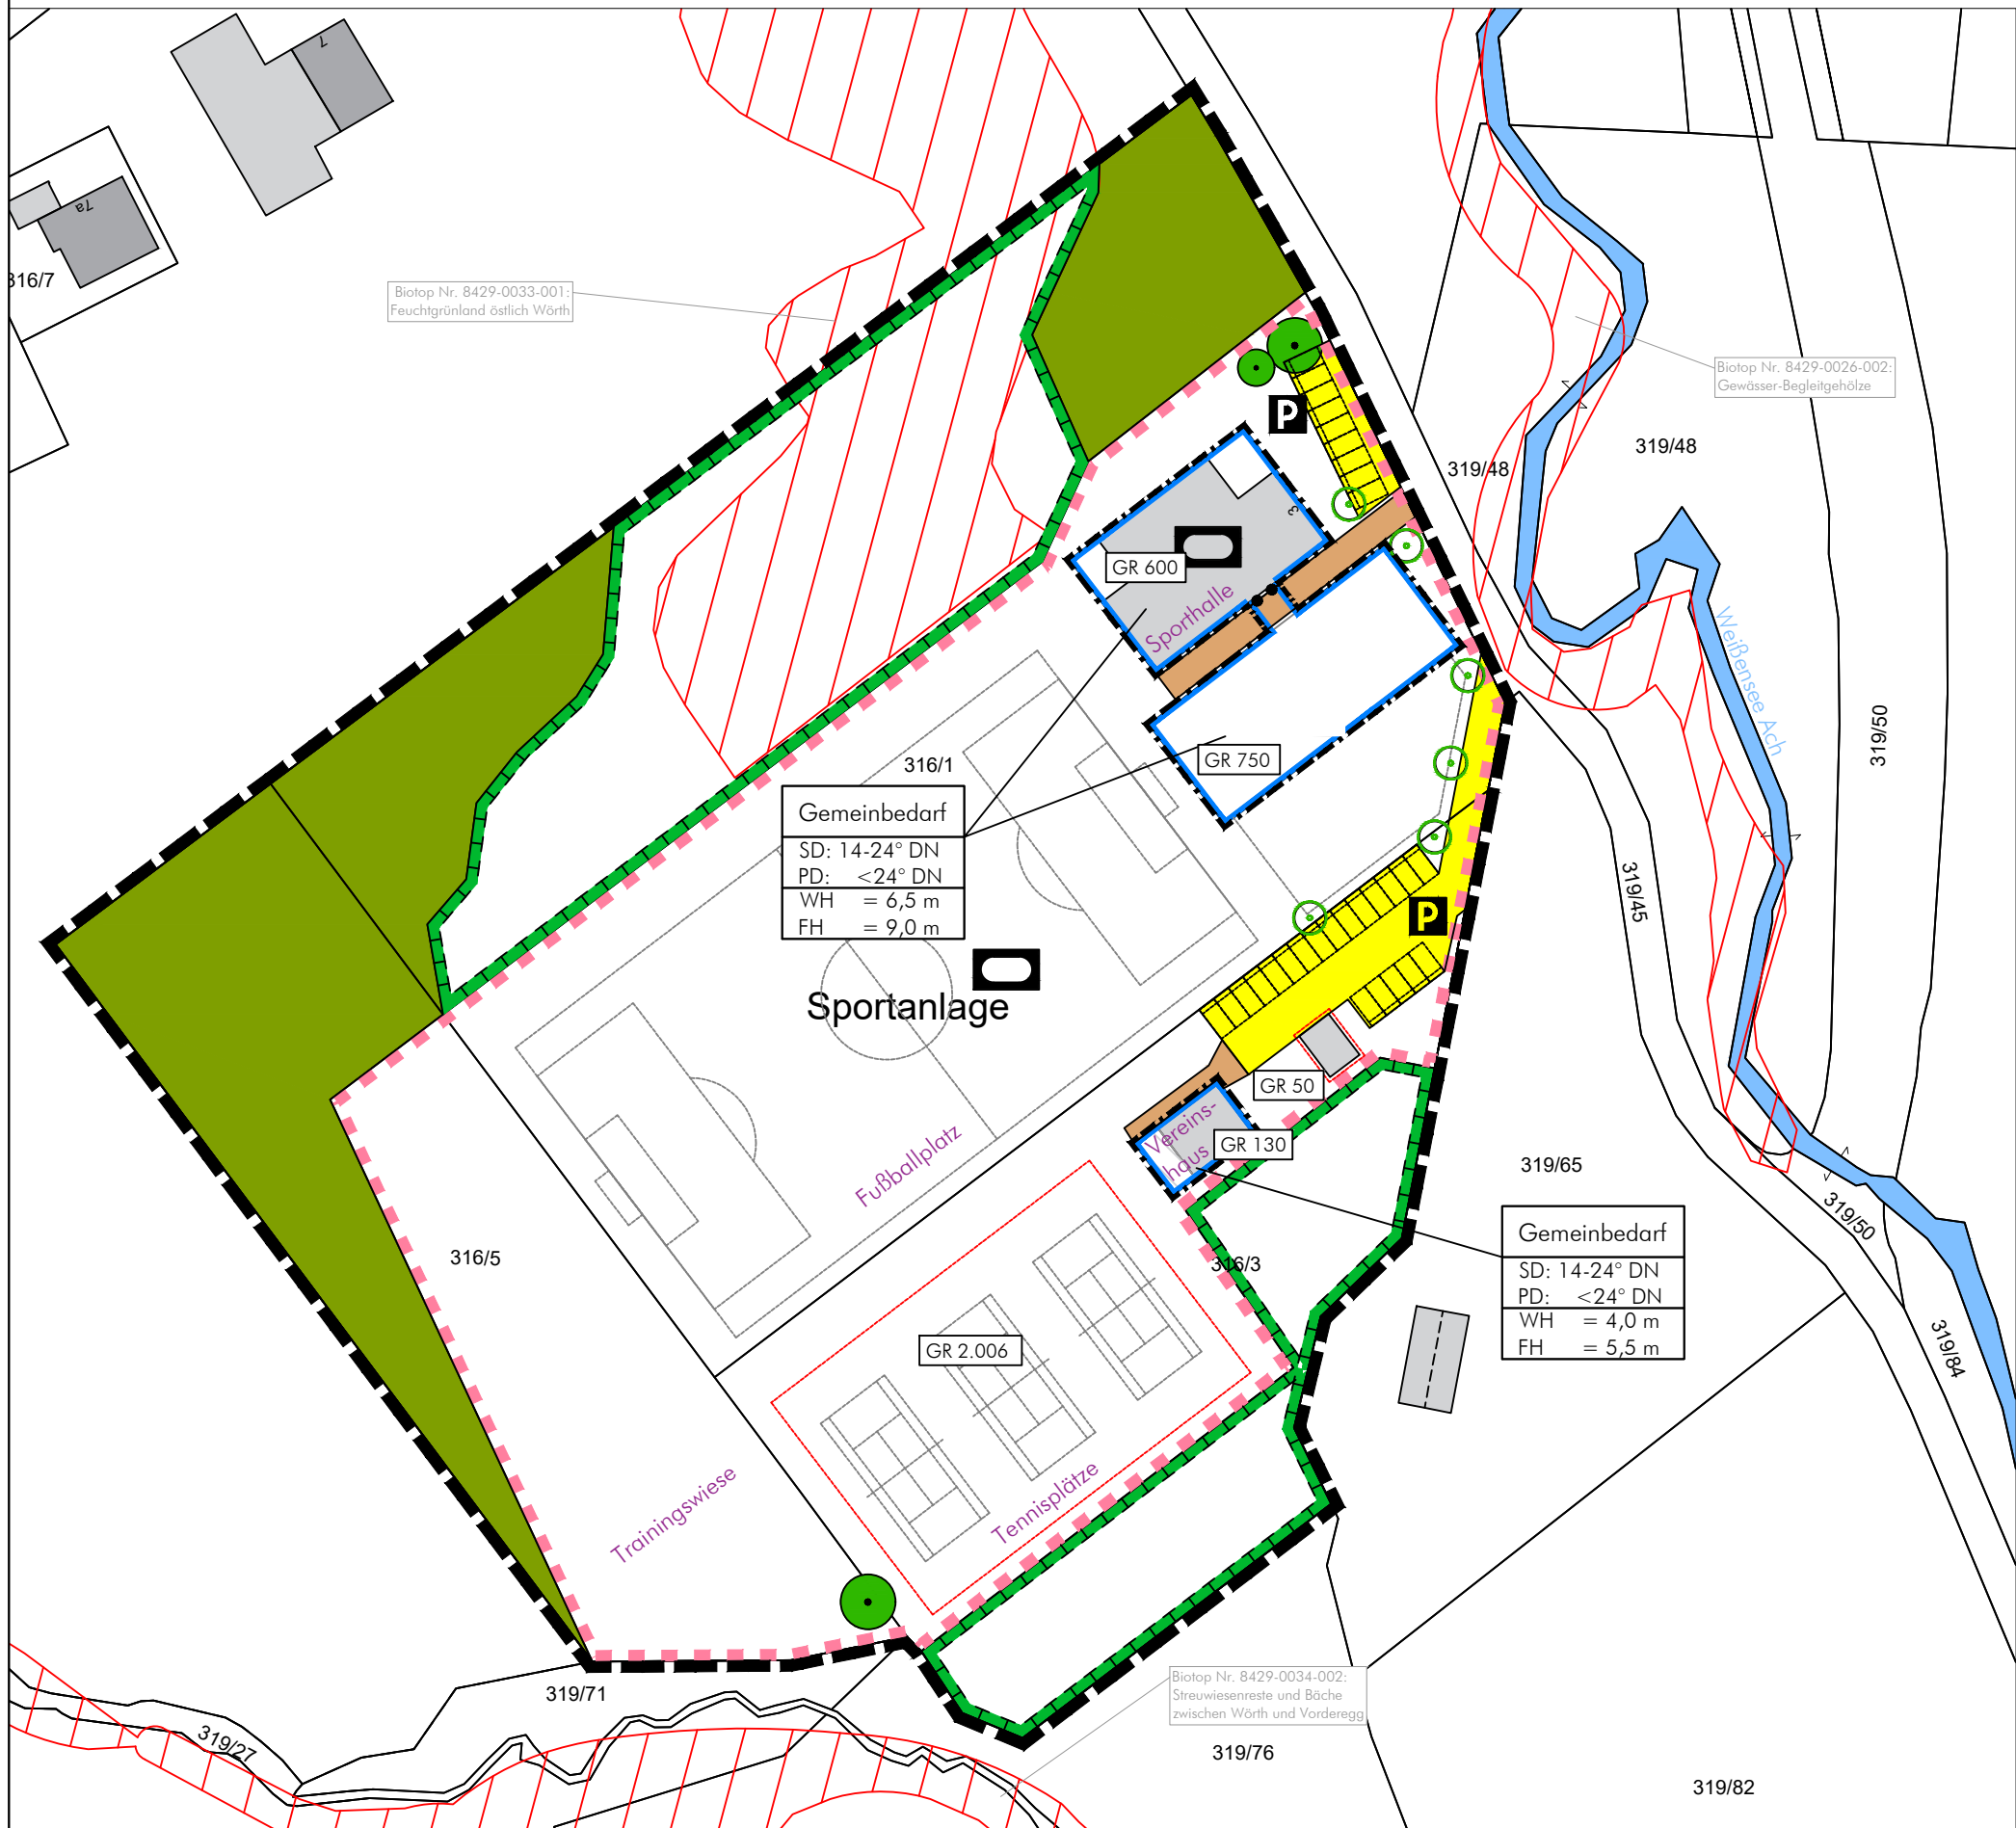 7
7a
316/7
Biotop Nr. 8429-0033-001:
Feuchtgrünland östlich Wörth
Biotop Nr. 8429-0026-002:
Gewässer-Begleitgehölze
P
319/48
319/48
3
GR 600
Sporthalle
Weißensee Ach
319/50
GR 750
316/1
Gemeinbedarf
SD: 14-24° DN
PD: <24° DN
WH = 6,5 m
FH = 9,0 m
319/45
P
Sportanlage
GR 50
Vereins-
haus
GR 130
Fußballplatz
319/65
319/50
316/5
316/3
Gemeinbedarf
SD: 14-24° DN
PD: <24° DN
WH = 4,0 m
FH = 5,5 m
319/84
GR 2.006
Trainingswiese
Tennisplätze
319/71
Biotop Nr. 8429-0034-002:
Streuwiesenreste und Bäche
zwischen Wörth und Vorderegg
319/27
319/76
319/82